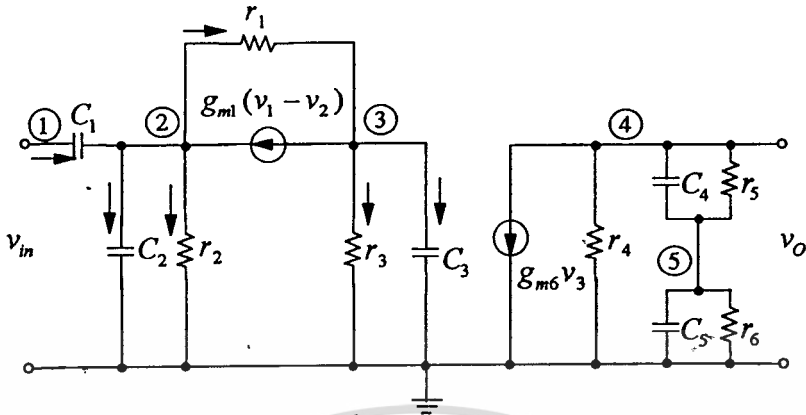 r₁
① C₁ ② gₘ₁(v₁ − v₂) ③ ④
vᵢₙ C₂ r₂ r₃ C₃ gₘ₆v₃ r₄ C₄ r₅ v_O
⑤
C₅ r₆